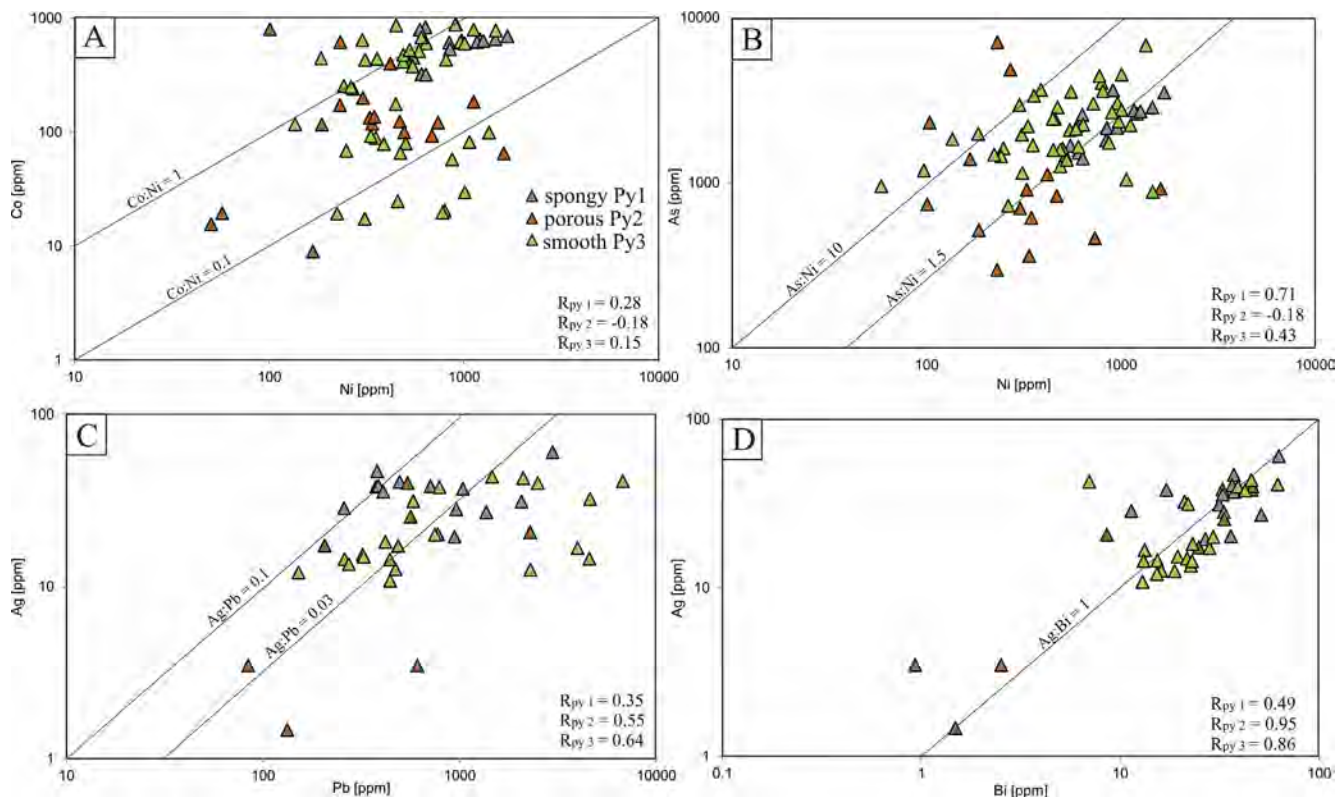 A
Co [ppm]
1000
100
10
1
Co:Ni = 1
Co:Ni = 0.1
spongy Py1
porous Py2
smooth Py3
Rpy 1 = 0.28
Rpy 2 = -0.18
Rpy 3 = 0.15
10 100 1000 10000
Ni [ppm]
B
As [ppm]
10000
1000
100
As:Ni = 10
As:Ni = 1.5
Rpy 1 = 0.71
Rpy 2 = -0.18
Rpy 3 = 0.43
10 100 1000 10000
Ni [ppm]
C
Ag [ppm]
100
10
1
Ag:Pb = 0.1
Ag:Pb = 0.03
Rpy 1 = 0.35
Rpy 2 = 0.55
Rpy 3 = 0.64
10 100 1000 10000
Pb [ppm]
D
Ag [ppm]
100
10
1
Ag:Bi = 1
Rpy 1 = 0.49
Rpy 2 = 0.95
Rpy 3 = 0.86
0.1 1 10 100
Bi [ppm]